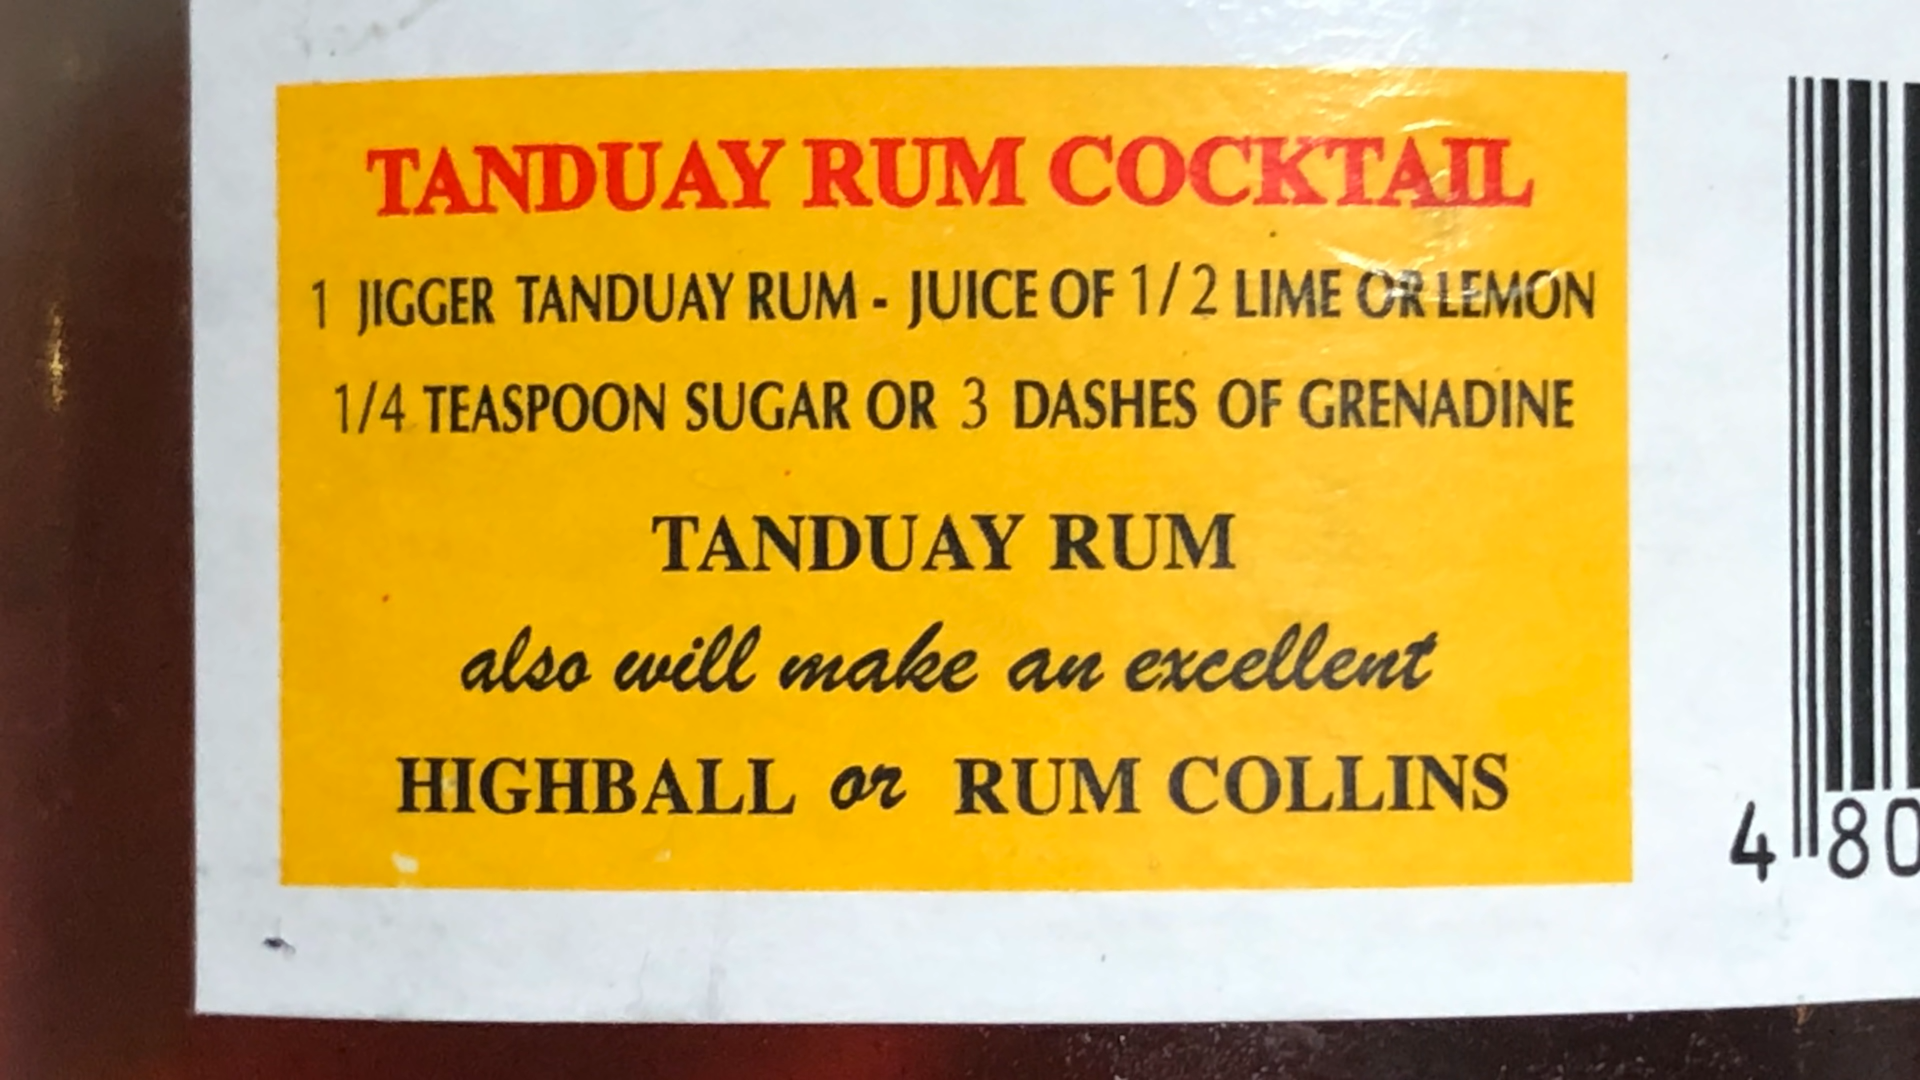 TANDUAY RUM COCKTAIL
1 JIGGER TANDUAY RUM - JUICE OF 1/2 LIME OR LEMON
1/4 TEASPOON SUGAR OR 3 DASHES OF GRENADINE
TANDUAY RUM
also will make an excellent
HIGHBALL or RUM COLLINS
4 80